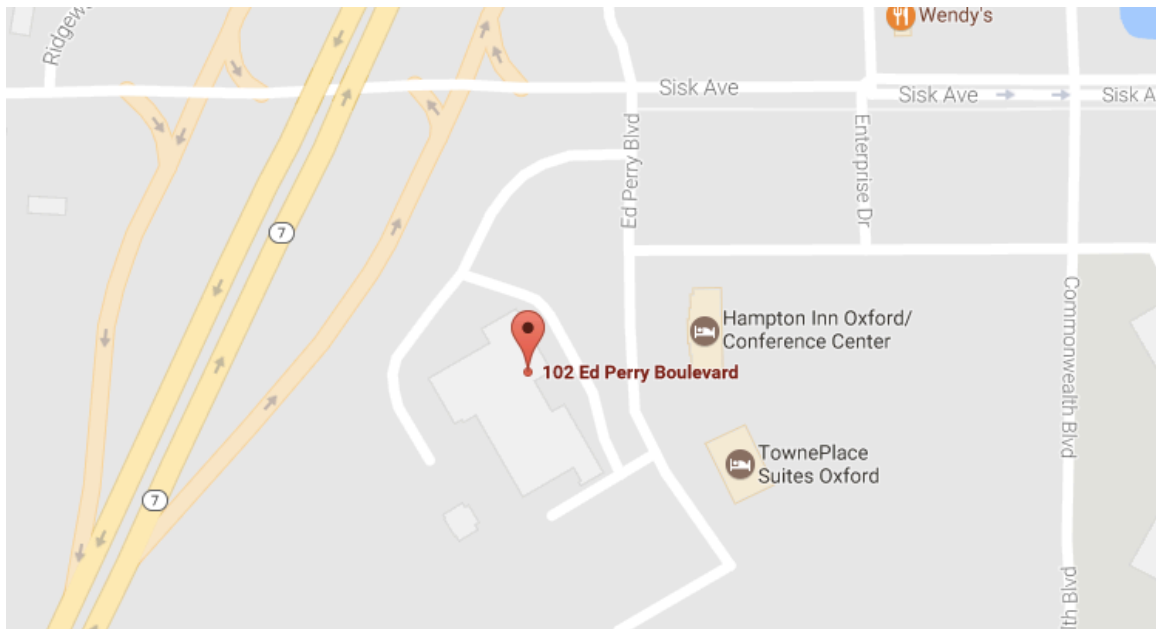 Wendy's
Ridgew
Sisk Ave
Sisk Ave
Sisk A
Ed Perry Blvd
Enterprise Dr
7
Commonwealth Blvd
Hampton Inn Oxford/
Conference Center
102 Ed Perry Boulevard
TownePlace
Suites Oxford
7
th Blvd